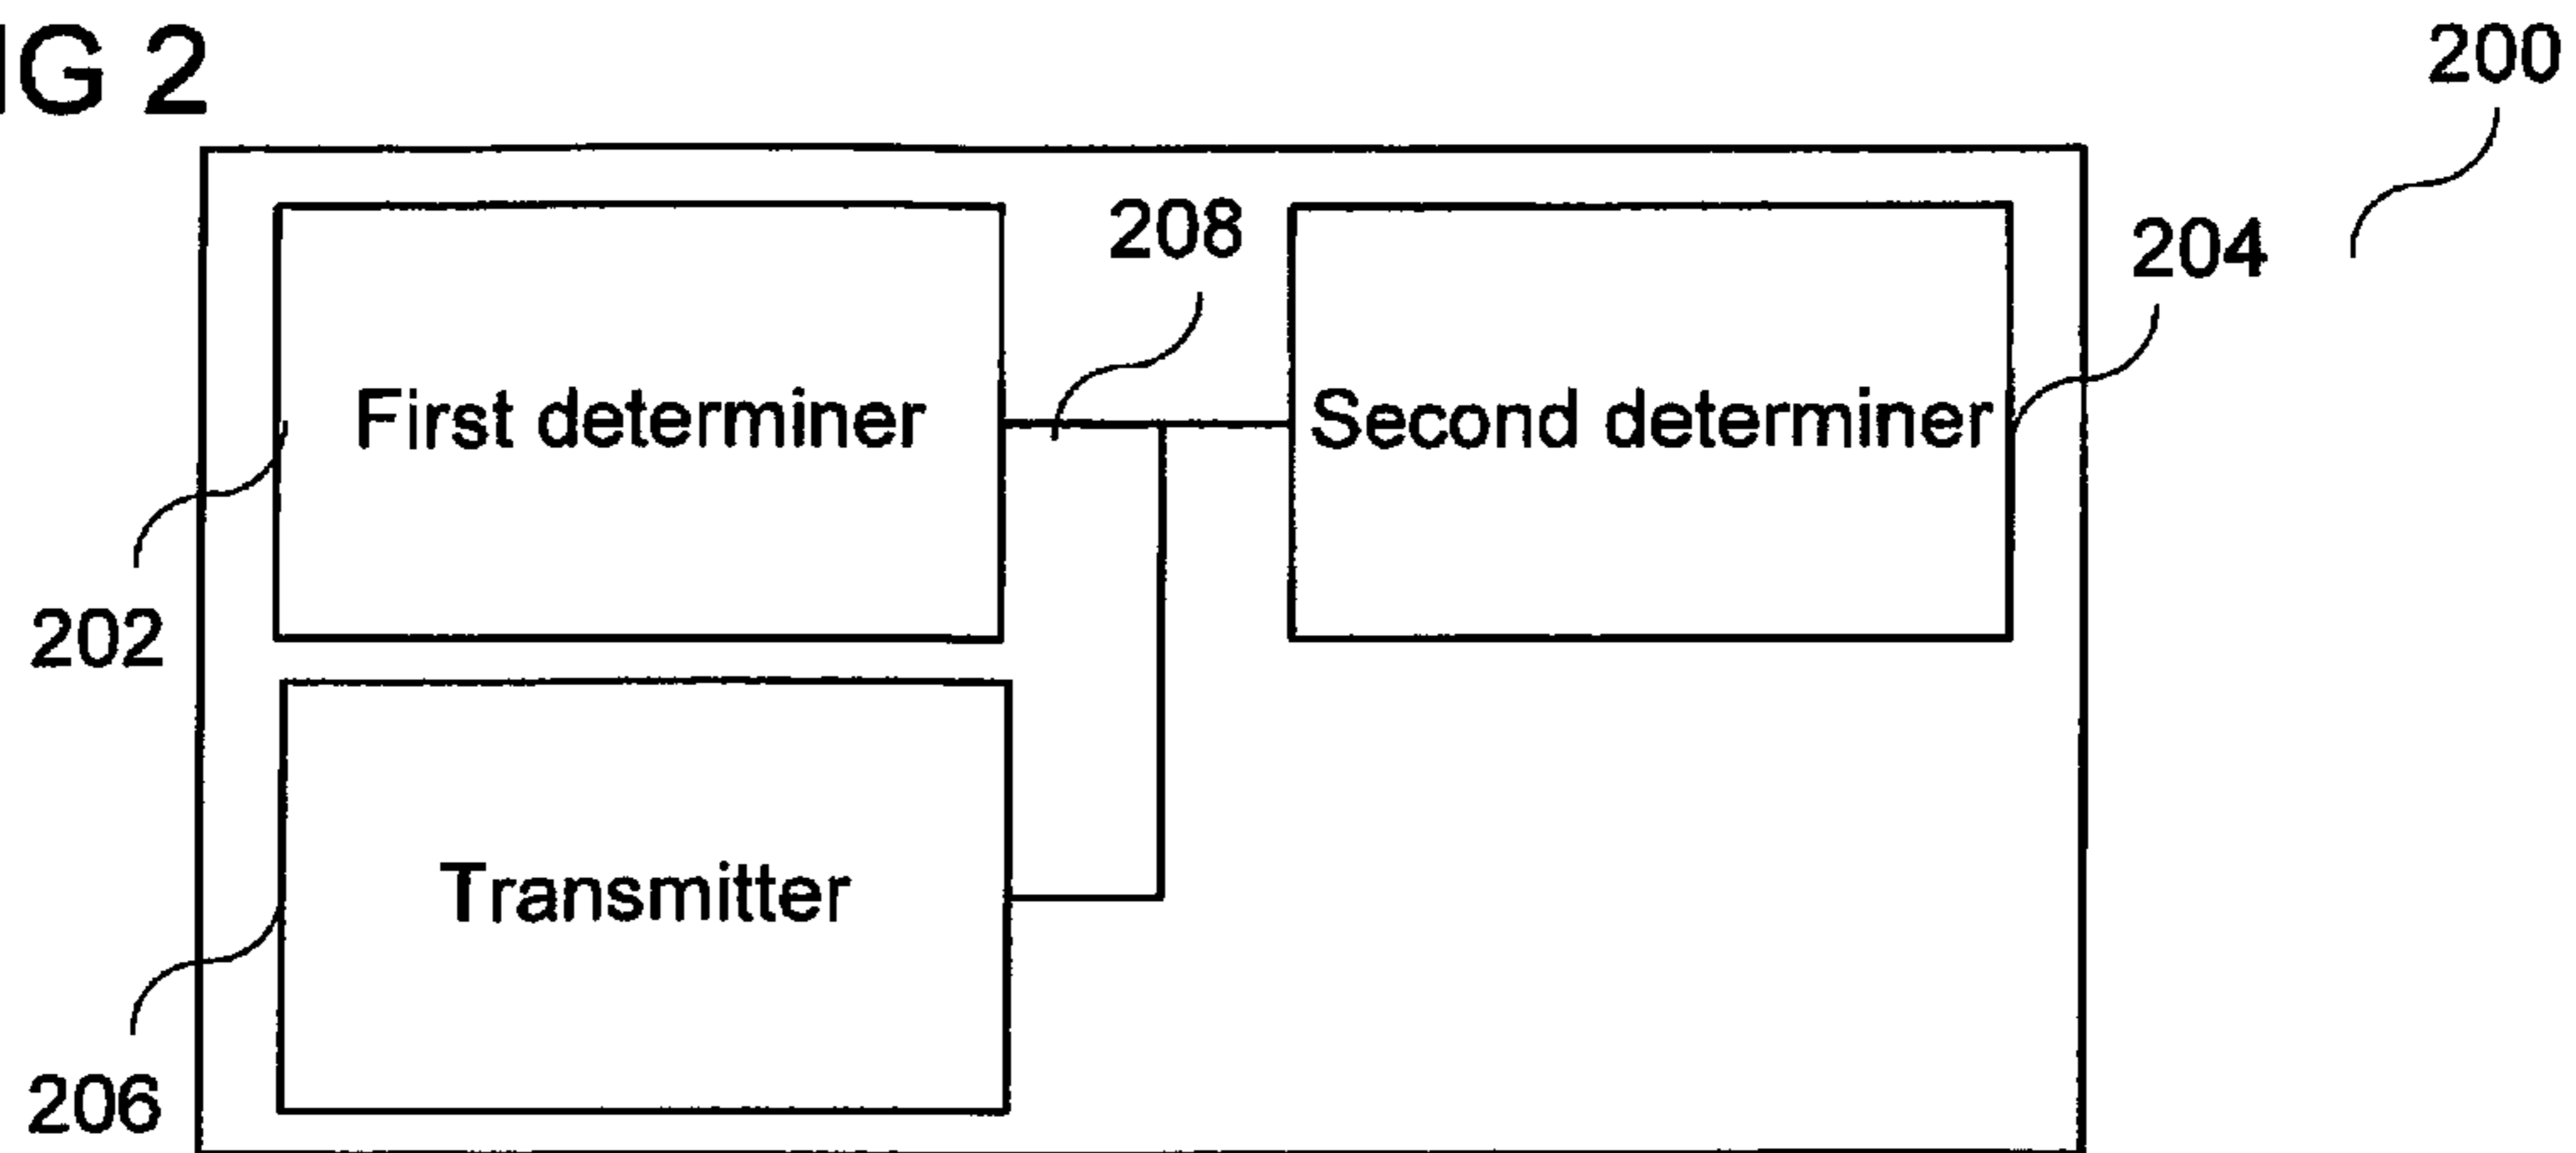 IG 2
200
208
204
First determiner
Second determiner
202
Transmitter
206